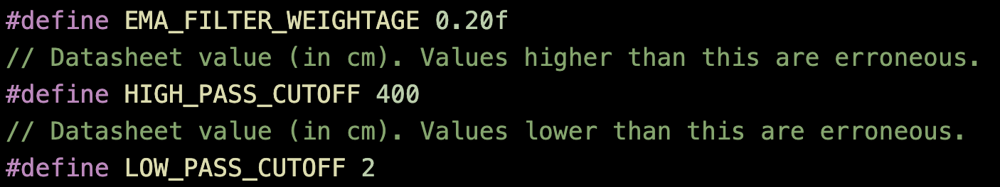 #define EMA_FILTER_WEIGHTAGE 0.20f
// Datasheet value (in cm). Values higher than this are erroneous.
#define HIGH_PASS_CUTOFF 400
// Datasheet value (in cm). Values lower than this are erroneous.
#define LOW_PASS_CUTOFF 2